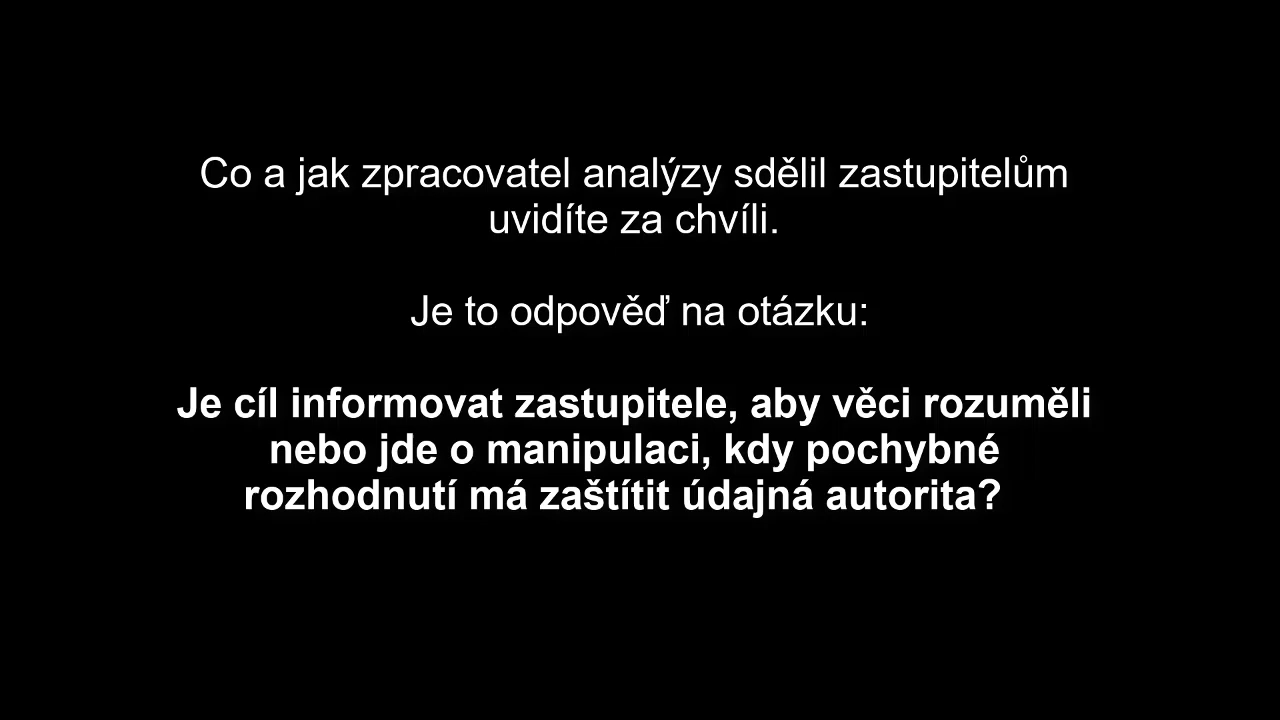 Co a jak zpracovatel analýzy sdělil zastupitelům
uvidíte za chvíli.
Je to odpověď na otázku:
Je cíl informovat zastupitele, aby věci rozuměli
nebo jde o manipulaci, kdy pochybné
rozhodnutí má zaštítit údajná autorita?